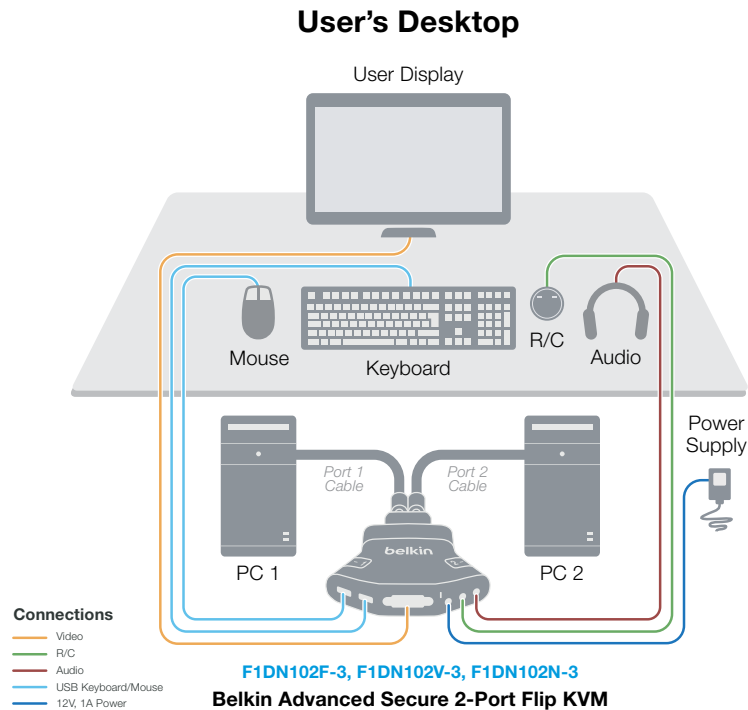 User's Desktop
User Display
Mouse
Keyboard
R/C
Audio
Power
Supply
Port 1
Cable
Port 2
Cable
belkin
1
2
PC 1
PC 2
Connections
Video
R/C
Audio
USB Keyboard/Mouse
12V, 1A Power
F1DN102F-3, F1DN102V-3, F1DN102N-3
Belkin Advanced Secure 2-Port Flip KVM